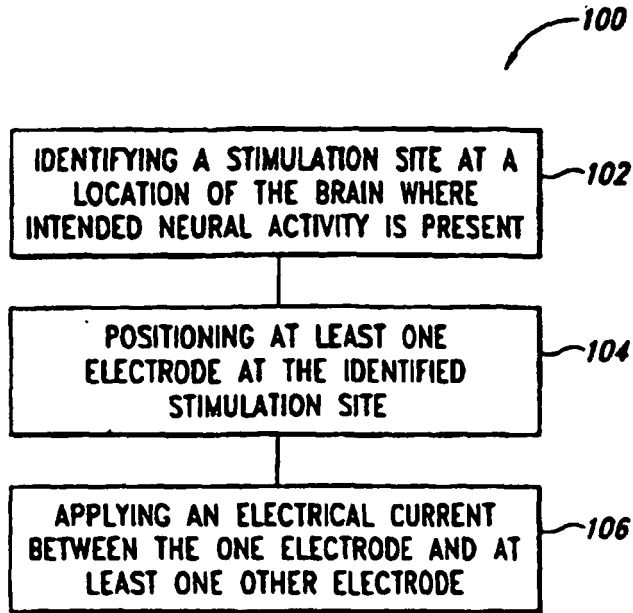 100
IDENTIFYING A STIMULATION SITE AT A
LOCATION OF THE BRAIN WHERE
INTENDED NEURAL ACTIVITY IS PRESENT
102
POSITIONING AT LEAST ONE
ELECTRODE AT THE IDENTIFIED
STIMULATION SITE
104
APPLYING AN ELECTRICAL CURRENT
BETWEEN THE ONE ELECTRODE AND AT
LEAST ONE OTHER ELECTRODE
106